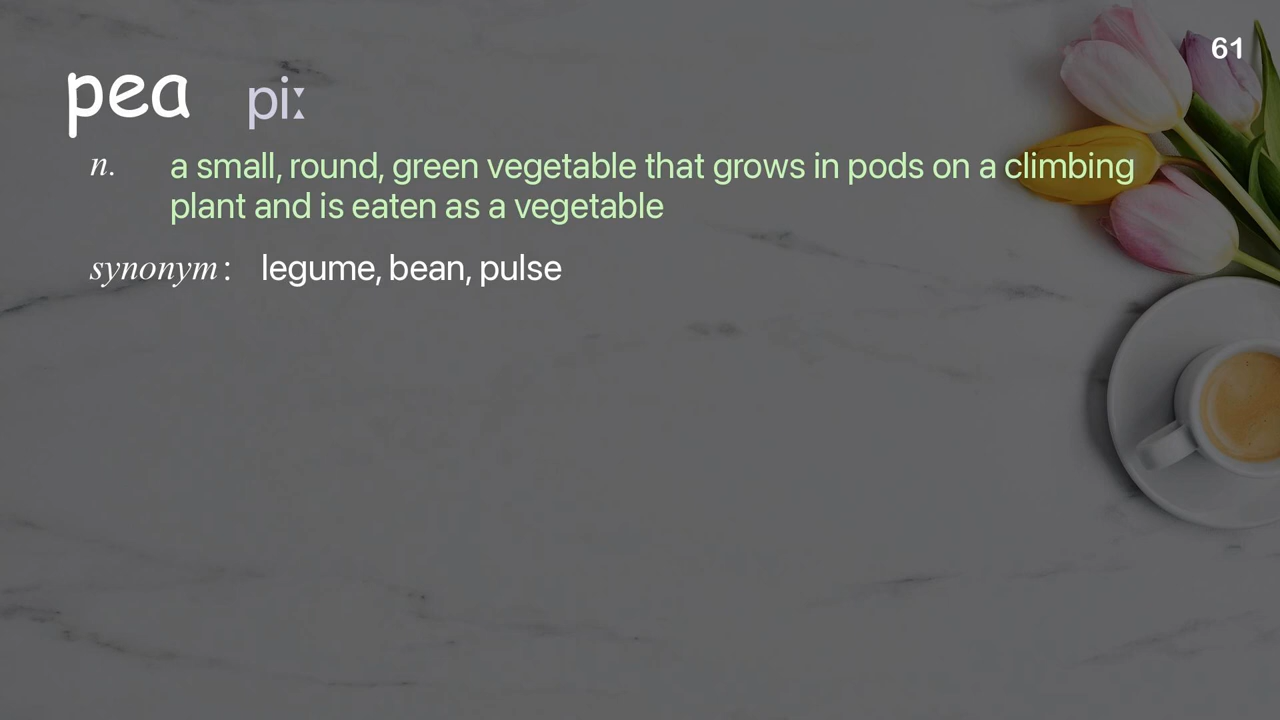 61
pea piː
n. a small, round, green vegetable that grows in pods on a climbing
plant and is eaten as a vegetable
synonym: legume, bean, pulse